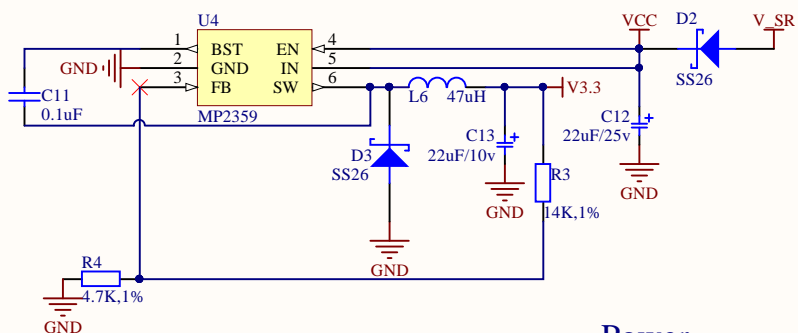 U4
VCC
D2
V_SR
1 BST EN 4
GND 2 GND IN 5
3 FB SW 6
MP2359
SS26
C11
0.1uF
L6 47uH
V3.3
C12
22uF/25v
D3
SS26
C13
22uF/10v
R3
14K,1%
GND
GND
GND
R4
4.7K,1%
GND
Power